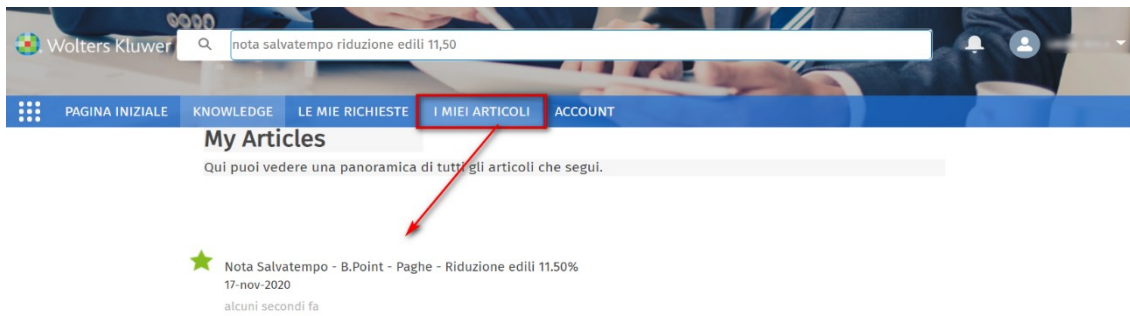 Wolters Kluwer
nota salvatempo riduzione edili 11,50
PAGINA INIZIALE KNOWLEDGE LE MIE RICHIESTE I MIEI ARTICOLI ACCOUNT
My Articles
Qui puoi vedere una panoramica di tutti gli articoli che segui.
Nota Salvatempo - B.Point - Paghe - Riduzione edili 11.50%
17-nov-2020
alcuni secondi fa